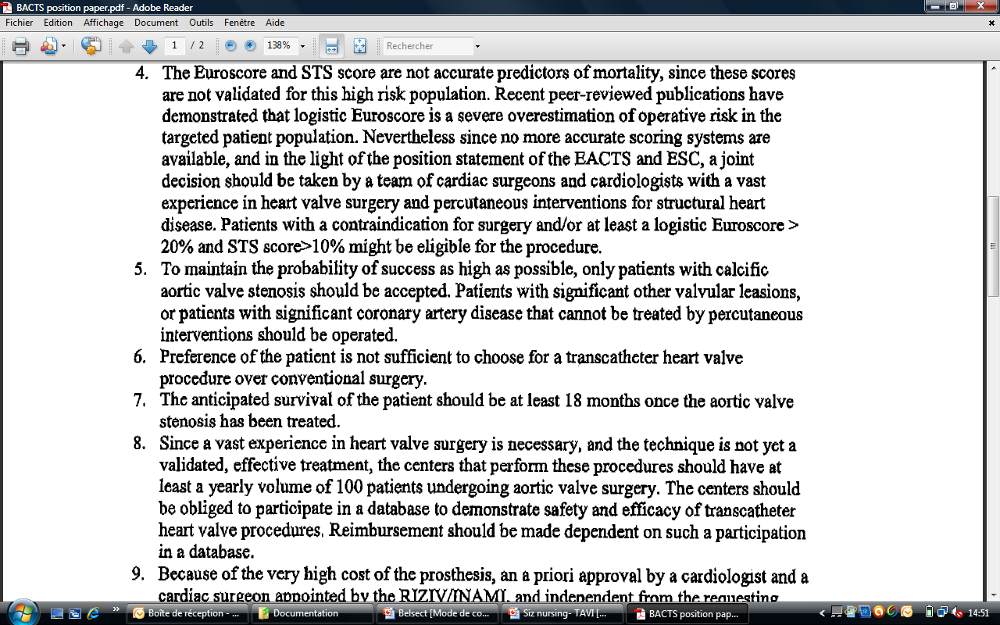 BACTS position paper.pdf - Adobe Reader
Fichier Edition Affichage Document Outils Fenêtre Aide
1 / 2 138% Rechercher
4. The Euroscore and STS score are not accurate predictors of mortality, since these scores
are not validated for this high risk population. Recent peer-reviewed publications have
demonstrated that logistic Euroscore is a severe overestimation of operative risk in the
targeted patient population. Nevertheless since no more accurate scoring systems are
available, and in the light of the position statement of the EACTS and ESC, a joint
decision should be taken by a team of cardiac surgeons and cardiologists with a vast
experience in heart valve surgery and percutaneous interventions for structural heart
disease. Patients with a contraindication for surgery and/or at least a logistic Euroscore >
20% and STS score>10% might be eligible for the procedure.
5. To maintain the probability of success as high as possible, only patients with calcific
aortic valve stenosis should be accepted. Patients with significant other valvular leasions,
or patients with significant coronary artery disease that cannot be treated by percutaneous
interventions should be operated.
6. Preference of the patient is not sufficient to choose for a transcatheter heart valve
procedure over conventional surgery.
7. The anticipated survival of the patient should be at least 18 months once the aortic valve
stenosis has been treated.
8. Since a vast experience in heart valve surgery is necessary, and the technique is not yet a
validated, effective treatment, the centers that perform these procedures should have at
least a yearly volume of 100 patients undergoing aortic valve surgery. The centers should
be obliged to participate in a database to demonstrate safety and efficacy of transcatheter
heart valve procedures. Reimbursement should be made dependent on such a participation
in a database.
9. Because of the very high cost of the prosthesis, an a priori approval by a cardiologist and a
cardiac surgeon appointed by the RIZIV/INAMI, and independent from the requesting
Boîte de réception - ... Documentation Belsect [Mode de co... Siz nursing- TAVI [... BACTS position pap... 14:51